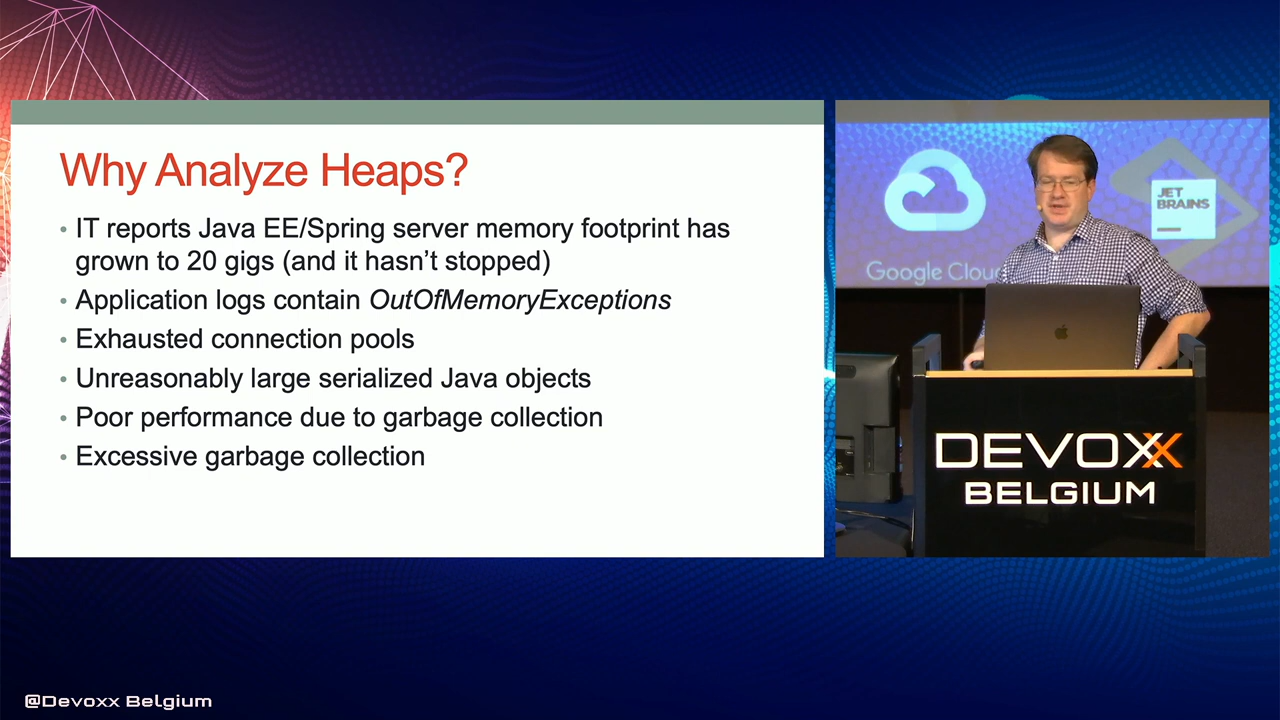 Why Analyze Heaps?
• IT reports Java EE/Spring server memory footprint has
grown to 20 gigs (and it hasn’t stopped)
• Application logs contain OutOfMemoryExceptions
• Exhausted connection pools
• Unreasonably large serialized Java objects
• Poor performance due to garbage collection
• Excessive garbage collection
Google Clou
JET
BRAINS
DEVOXX
BELGIUM
@Devoxx Belgium